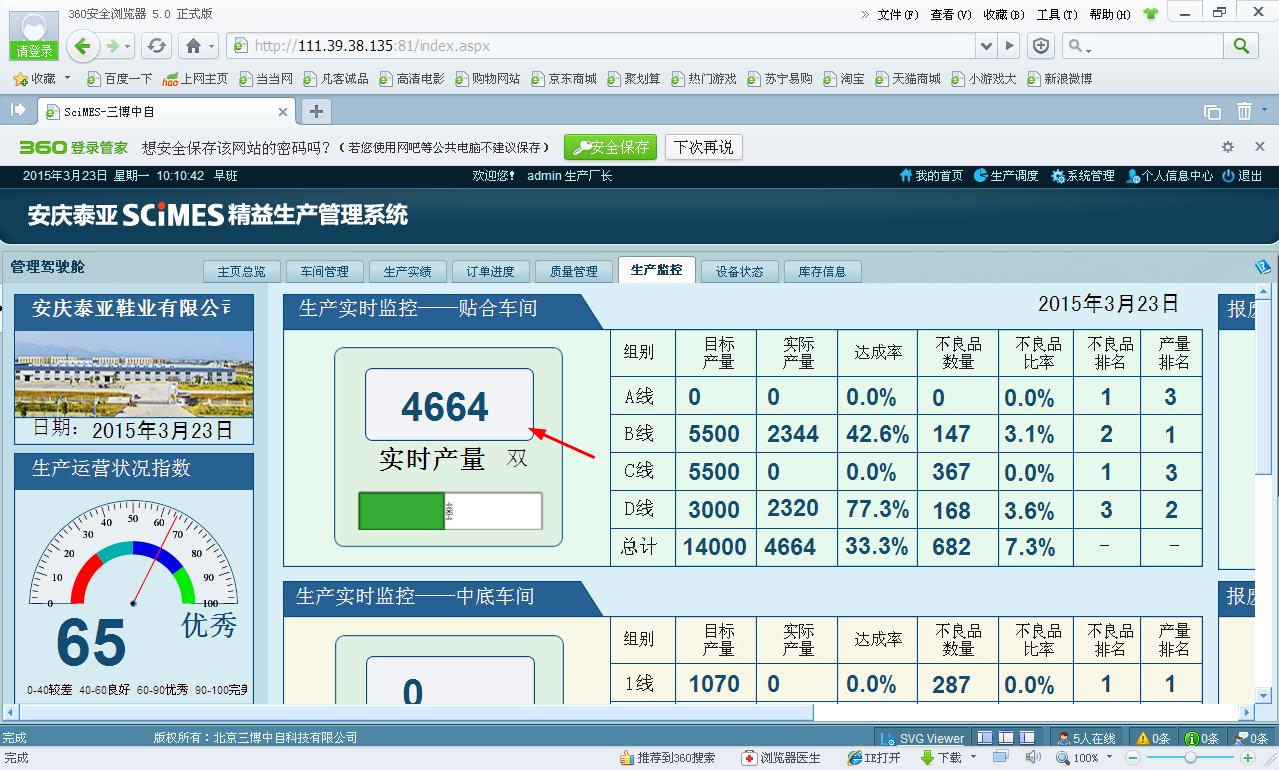 360安全浏览器 5.0 正式版
» 文件(F) 查看(V) 收藏(B) 工具(T) 帮助(H)
请登录
http://111.39.38.135:81/index.aspx
收藏 百度一下 hao 上网主页 当当网 凡客诚品 高清电影 购物网站 京东商城 聚划算 热门游戏 苏宁易购 淘宝 天猫商城 小游戏大 新浪微博
SciMES-三博中自
360 登录管家 想安全保存该网站的密码吗？(若您使用网吧等公共电脑不建议保存) 安全保存 下次再说
2015年3月23日 星期一 10:10:42 早班 欢迎您! admin 生产厂长 我的首页 生产调度 系统管理 个人信息中心 退出
安庆泰亚SCiMES精益生产管理系统
管理驾驶舱 主页总览 车间管理 生产实绩 订单进度 质量管理 生产监控 设备状态 库存信息
安庆泰亚鞋业有限公司
日期: 2015年3月23日
生产运营状况指数
0 10 20 30 40 50 60 70 80 90 100
65 优秀
0-40较差 40-60良好 60-90优秀 90-100完美
生产实时监控——贴合车间 2015年3月23日
4664
实时产量 双
4664
组别 目标产量 实际产量 达成率 不良品数量 不良品比率 不良品排名 产量排名
A线 0 0 0.0% 0 0.0% 1 3
B线 5500 2344 42.6% 147 3.1% 2 1
C线 5500 0 0.0% 367 0.0% 1 3
D线 3000 2320 77.3% 168 3.6% 3 2
总计 14000 4664 33.3% 682 7.3% - -
报废
生产实时监控——中底车间
0
组别 目标产量 实际产量 达成率 不良品数量 不良品比率 不良品排名 产量排名
1线 1070 0 0.0% 287 0.0% 1 1
报废
完成 版权所有：北京三博中自科技有限公司 SVG Viewer 5人在线 0条 0条 0条
完成 推荐到360搜索 浏览器医生 IE打开 下载 100%